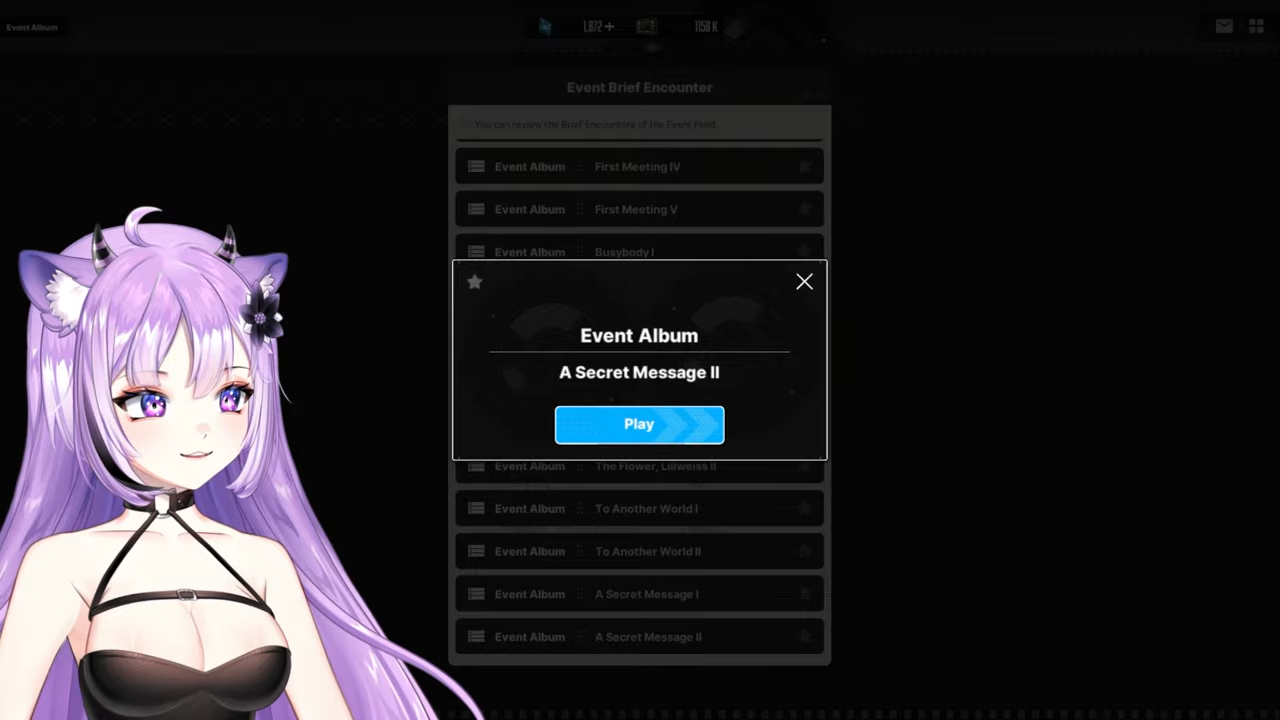 Event Album
1,872 +
1158 K
Event Brief Encounter
You can review the Brief Encounters of the Event Field.
Event Album :: First Meeting IV
Event Album :: First Meeting V
Event Album :: Busybody I
Event Album
A Secret Message II
Play
Event Album :: The Flower, Liliweiss II
Event Album :: To Another World I
Event Album :: To Another World II
Event Album :: A Secret Message I
Event Album :: A Secret Message II